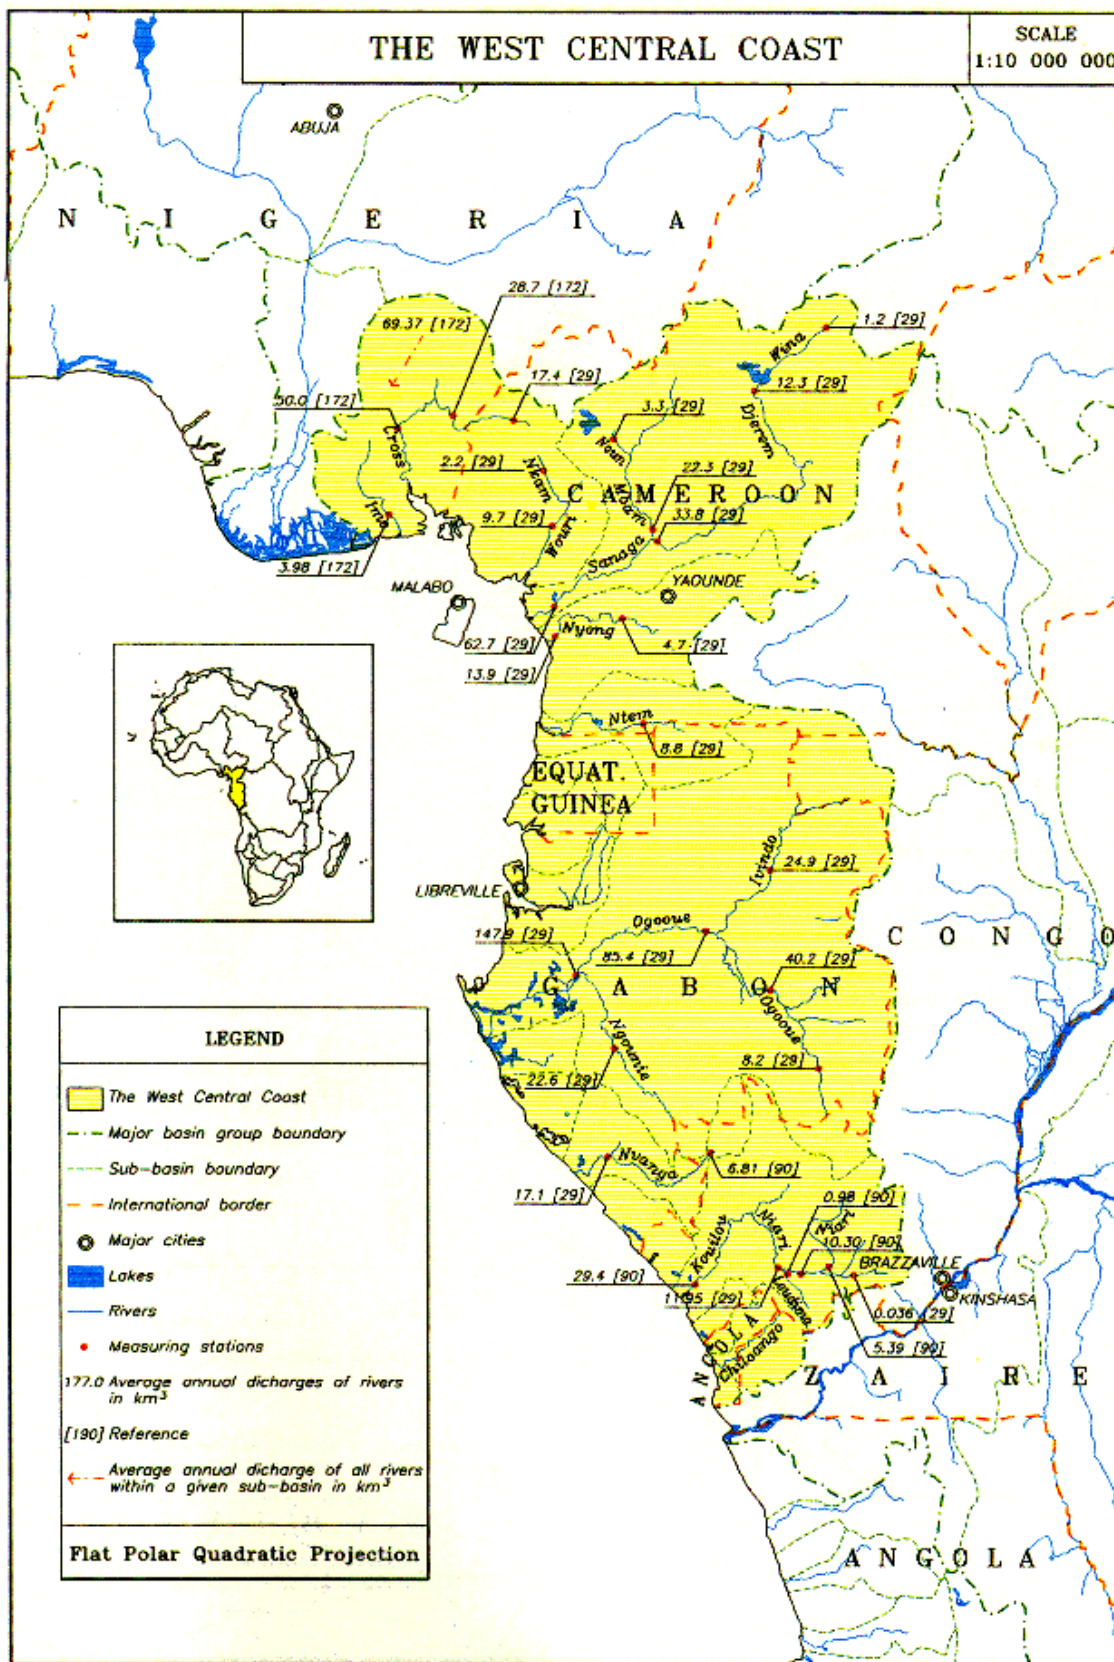 THE WEST CENTRAL COAST
SCALE
1:10 000 000
ABUJA
N I G E R I A
28.7 [172]
69.37 [172]
1.2 [29]
Wina
17.4 [29]
12.3 [29]
50.0 [172]
3.3 [29]
Djerem
Cross
Noun
2.2 [29]
Nkam
22.3 [29]
C A M E R O O N
Mbam
Imo
9.7 [29]
33.8 [29]
Wouri
Sanaga
3.98 [172]
MALABO
YAOUNDE
Nyong
62.7 [29]
4.7 [29]
13.9 [29]
Ntem
8.8 [29]
EQUAT.
GUINEA
Ivindo
24.9 [29]
LIBREVILLE
Ogooue
147.9 [29]
C O N G O
85.4 [29]
40.2 [29]
G A B O N
Ogooue
Ngounie
8.2 [29]
22.6 [29]
Nyanga
6.81 [90]
17.1 [29]
0.98 [90]
Kouilou
Niari
Niari
10.30 [90]
BRAZZAVILLE
29.4 [90]
11.95 [29]
Loudima
KINSHASA
0.036 [29]
ANGOLA
Chiloango
5.39 [90]
Z A I R E
A N G O L A
LEGEND
The West Central Coast
Major basin group boundary
Sub-basin boundary
International border
Major cities
Lakes
Rivers
Measuring stations
177.0 Average annual dicharges of rivers
in km³
[190] Reference
Average annual dicharge of all rivers
within a given sub-basin in km³
Flat Polar Quadratic Projection